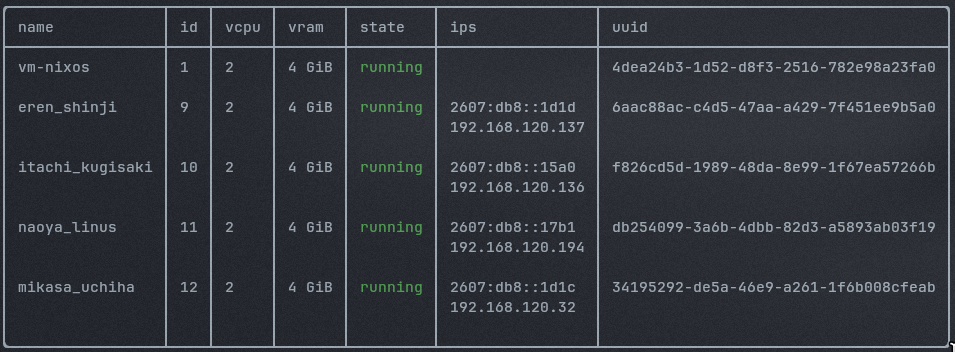 name id vcpu vram state ips uuid
vm-nixos 1 2 4 GiB running 4dea24b3-1d52-d8f3-2516-782e98a23fa0
eren_shinji 9 2 4 GiB running 2607:db8::1d1d 6aac88ac-c4d5-47aa-a429-7f451ee9b5a0
192.168.120.137
itachi_kugisaki 10 2 4 GiB running 2607:db8::15a0 f826cd5d-1989-48da-8e99-1f67ea57266b
192.168.120.136
naoya_linus 11 2 4 GiB running 2607:db8::17b1 db254099-3a6b-4dbb-82d3-a5893ab03f19
192.168.120.194
mikasa_uchiha 12 2 4 GiB running 2607:db8::1d1c 34195292-de5a-46e9-a261-1f6b008cfeab
192.168.120.32